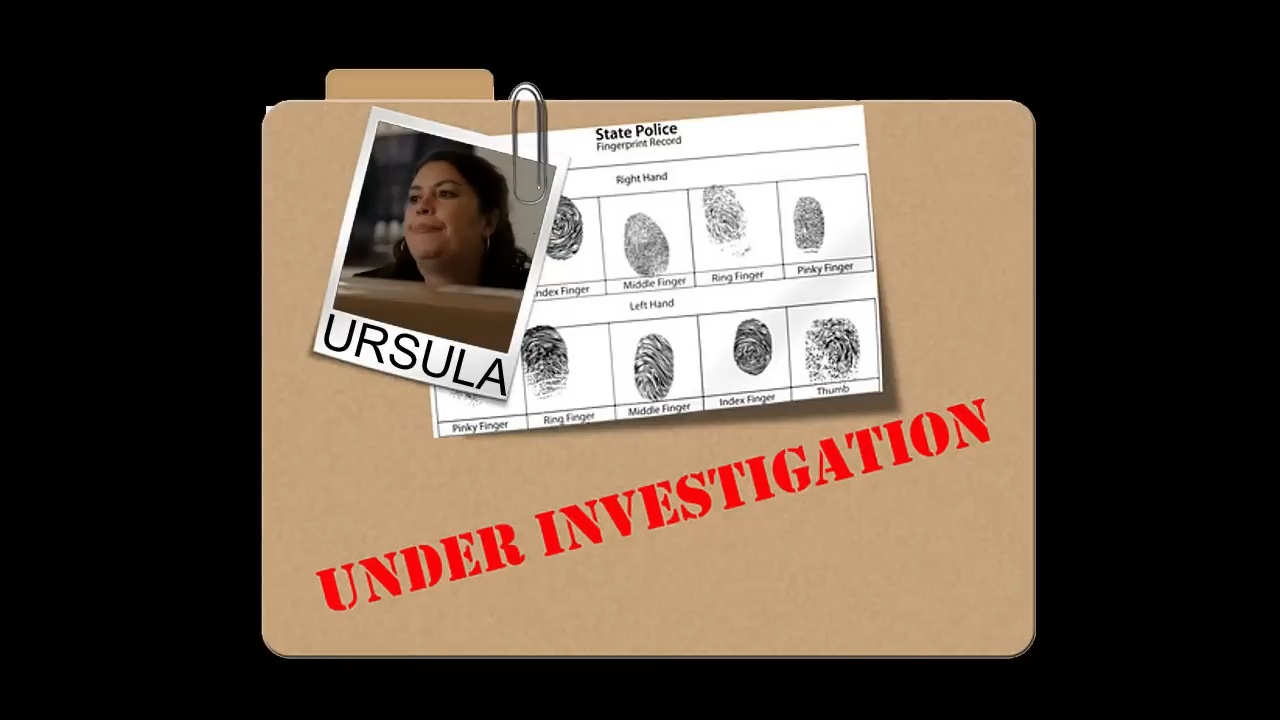 State Police
Fingerprint Record
Right Hand
ndex Finger
Middle Finger
Ring Finger
Pinky Finger
Left Hand
Pinky Finger
Ring Finger
Middle Finger
Index Finger
Thumb
URSULA
UNDER INVESTIGATION